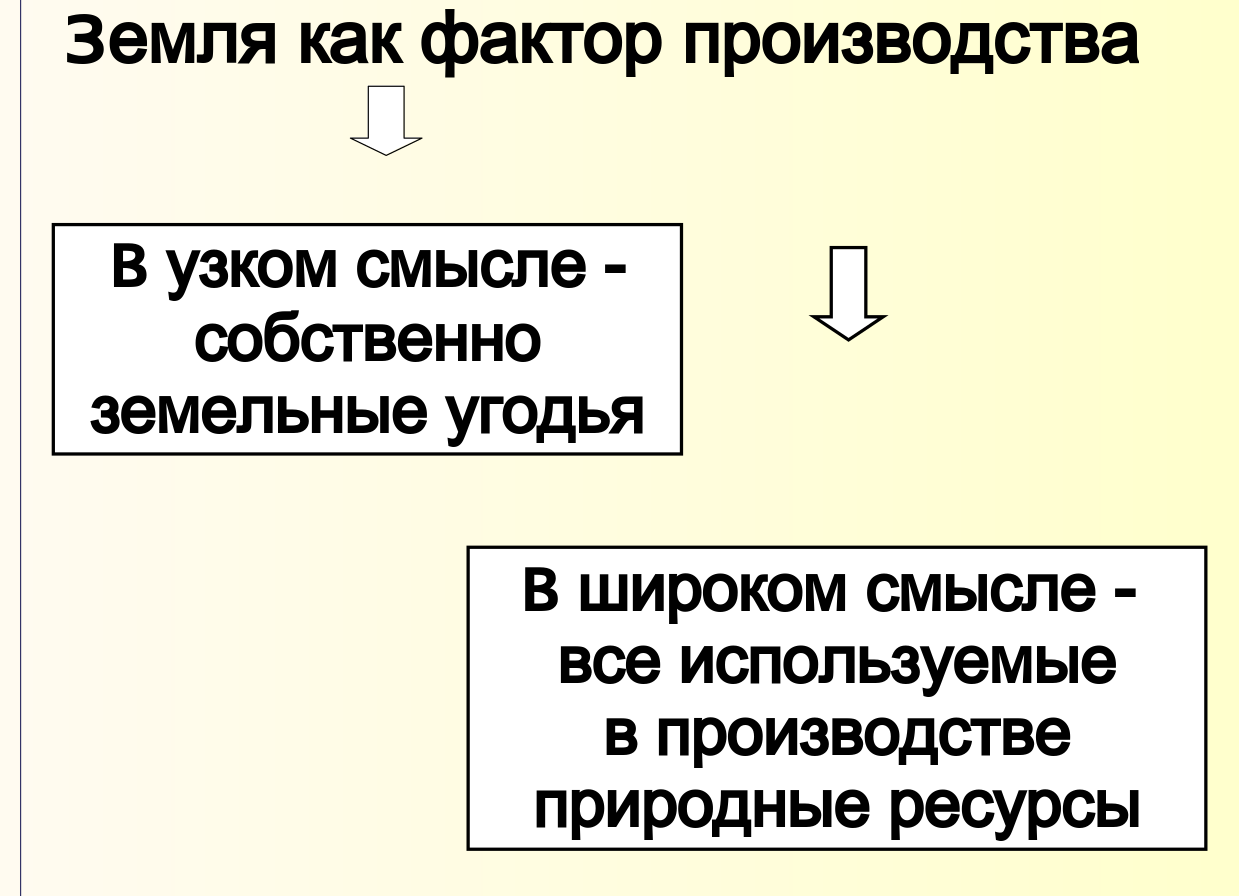 Земля как фактор производства
В узком смысле -
собственно
земельные угодья
В широком смысле -
все используемые
в производстве
природные ресурсы